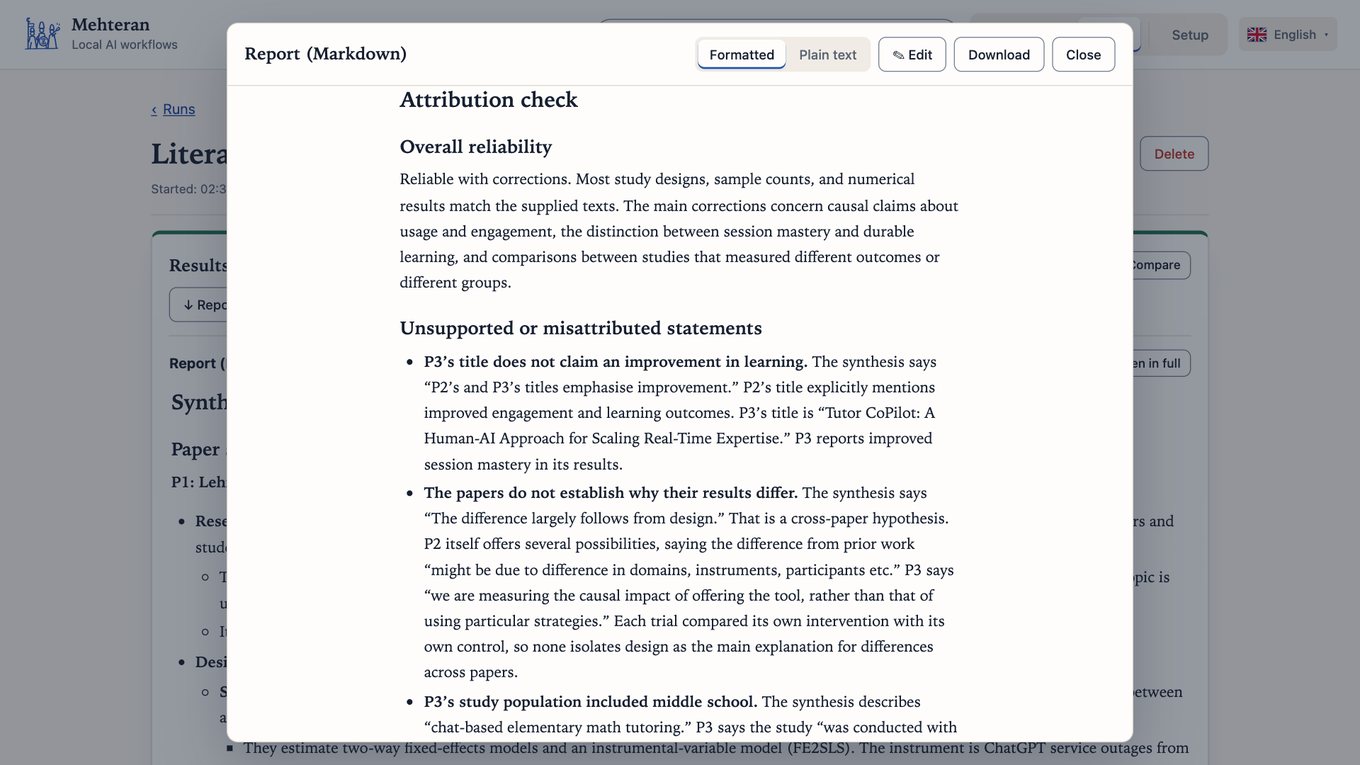 Mehteran
Local AI workflows
Setup
English
‹ Runs
Litera
Started: 02:3
Delete
Results
Compare
↓ Repo
Report (
en in full
Synth
Paper
P1: Leh
Rese
rs and
stude
T
opic is
u
It
Desi
S
between
a
They estimate two-way fixed-effects models and an instrumental-variable model (FE2SLS). The instrument is ChatGPT service outages from
Report (Markdown)
Formatted
Plain text
✎ Edit
Download
Close
Attribution check
Overall reliability
Reliable with corrections. Most study designs, sample counts, and numerical
results match the supplied texts. The main corrections concern causal claims about
usage and engagement, the distinction between session mastery and durable
learning, and comparisons between studies that measured different outcomes or
different groups.
Unsupported or misattributed statements
• P3’s title does not claim an improvement in learning. The synthesis says
“P2’s and P3’s titles emphasise improvement.” P2’s title explicitly mentions
improved engagement and learning outcomes. P3’s title is “Tutor CoPilot: A
Human-AI Approach for Scaling Real-Time Expertise.” P3 reports improved
session mastery in its results.
• The papers do not establish why their results differ. The synthesis says
“The difference largely follows from design.” That is a cross-paper hypothesis.
P2 itself offers several possibilities, saying the difference from prior work
“might be due to difference in domains, instruments, participants etc.” P3 says
“we are measuring the causal impact of offering the tool, rather than that of
using particular strategies.” Each trial compared its own intervention with its
own control, so none isolates design as the main explanation for differences
across papers.
• P3’s study population included middle school. The synthesis describes
“chat-based elementary math tutoring.” P3 says the study “was conducted with